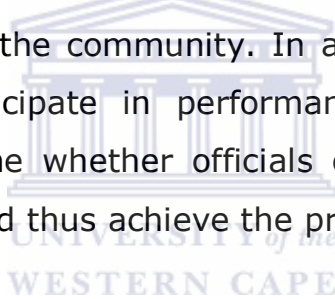 the community. In a
cipate in performan
e whether officials
d thus achieve the pr
UNIVERSITY of the
WESTERN CAPE